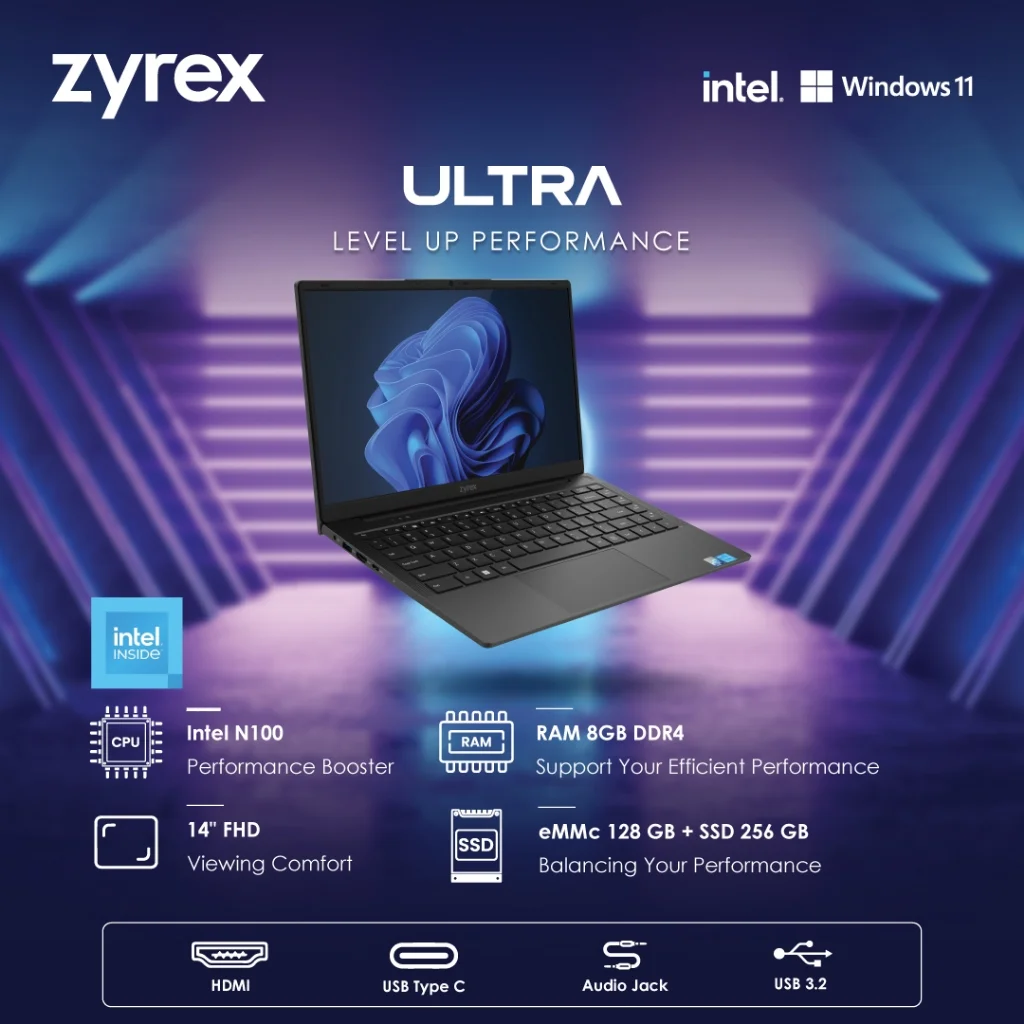 zyrex
intel. Windows 11
ULTRA
LEVEL UP PERFORMANCE
zyrex
intel
INSIDE
CPU
Intel N100
Performance Booster
RAM
RAM 8GB DDR4
Support Your Efficient Performance
14" FHD
Viewing Comfort
SSD
eMMc 128 GB + SSD 256 GB
Balancing Your Performance
HDMI
USB Type C
Audio Jack
USB 3.2